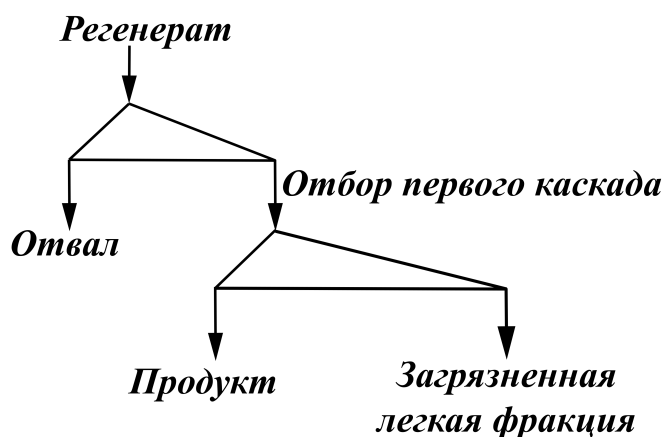 Регенерат
Отбор первого каскада
Отвал
Продукт
Загрязненная
легкая фракция